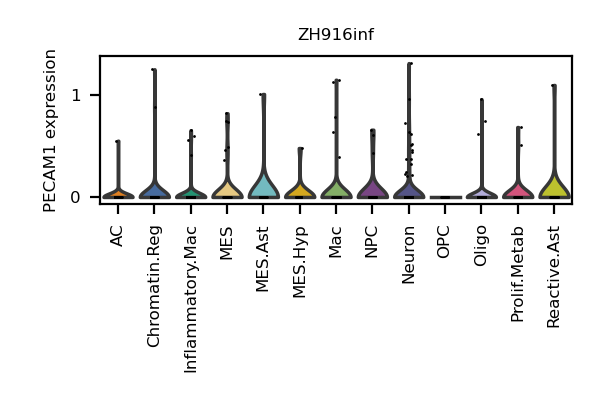 ZH916inf
PECAM1 expression
1
0
AC
Chromatin.Reg
Inflammatory.Mac
MES
MES.Ast
MES.Hyp
Mac
NPC
Neuron
OPC
Oligo
Prolif.Metab
Reactive.Ast